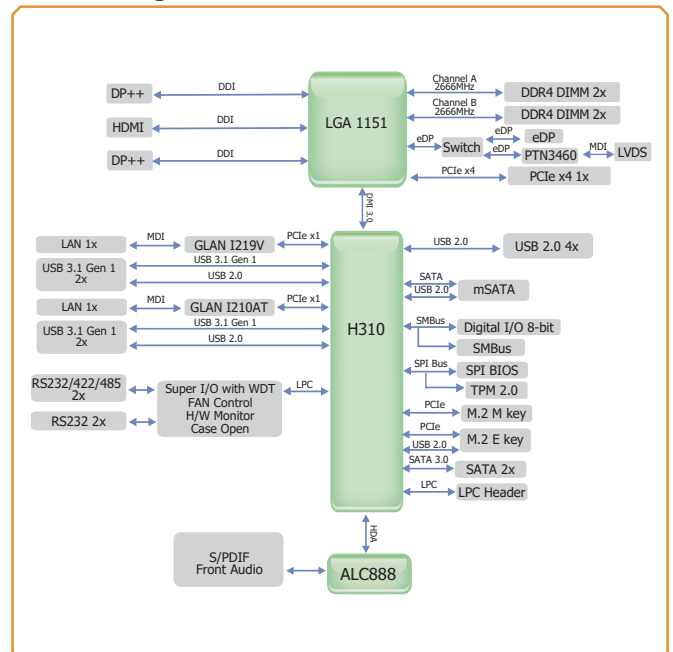 DP++
DDI
HDMI
DDI
DP++
DDI
LGA 1151
Channel A
2666MHz
DDR4 DIMM 2x
Channel B
2666MHz
DDR4 DIMM 2x
eDP
Switch
eDP
eDP
eDP
PTN3460
MDI
LVDS
PCIe x4
PCIe x4 1x
DMI 3.0
LAN 1x
MDI
GLAN I219V
PCIe x1
USB 3.1 Gen 1
2x
USB 3.1 Gen 1
USB 2.0
LAN 1x
MDI
GLAN I210AT
PCIe x1
USB 3.1 Gen 1
2x
USB 3.1 Gen 1
USB 2.0
RS232/422/485
2x
RS232 2x
Super I/O with WDT
FAN Control
H/W Monitor
Case Open
LPC
H310
USB 2.0
USB 2.0 4x
SATA
USB 2.0
mSATA
SMBus
Digital I/O 8-bit
SMBus
SPI Bus
SPI BIOS
TPM 2.0
PCIe
M.2 M key
PCIe
USB 2.0
M.2 E key
SATA 3.0
SATA 2x
LPC
LPC Header
HDA
S/PDIF
Front Audio
ALC888